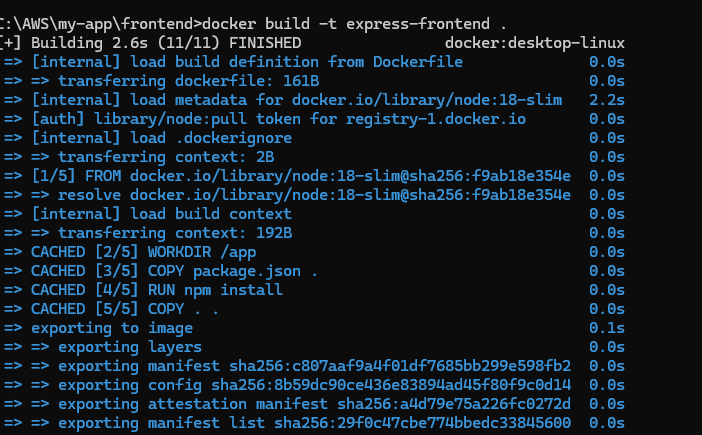 C:\AWS\my-app\frontend>docker build -t express-frontend .
[+] Building 2.6s (11/11) FINISHED docker:desktop-linux
=> [internal] load build definition from Dockerfile 0.0s
=> => transferring dockerfile: 161B 0.0s
=> [internal] load metadata for docker.io/library/node:18-slim 2.2s
=> [auth] library/node:pull token for registry-1.docker.io 0.0s
=> [internal] load .dockerignore 0.0s
=> => transferring context: 2B 0.0s
=> [1/5] FROM docker.io/library/node:18-slim@sha256:f9ab18e354e 0.0s
=> => resolve docker.io/library/node:18-slim@sha256:f9ab18e354e 0.0s
=> [internal] load build context 0.0s
=> => transferring context: 192B 0.0s
=> CACHED [2/5] WORKDIR /app 0.0s
=> CACHED [3/5] COPY package.json . 0.0s
=> CACHED [4/5] RUN npm install 0.0s
=> CACHED [5/5] COPY . . 0.0s
=> exporting to image 0.1s
=> => exporting layers 0.0s
=> => exporting manifest sha256:c807aaf9a4f01df7685bb299e598fb2 0.0s
=> => exporting config sha256:8b59dc90ce436e83894ad45f80f9c0d14 0.0s
=> => exporting attestation manifest sha256:a4d79e75a226fc0272d 0.0s
=> => exporting manifest list sha256:29f0c47cbe774bbedc33845600 0.0s